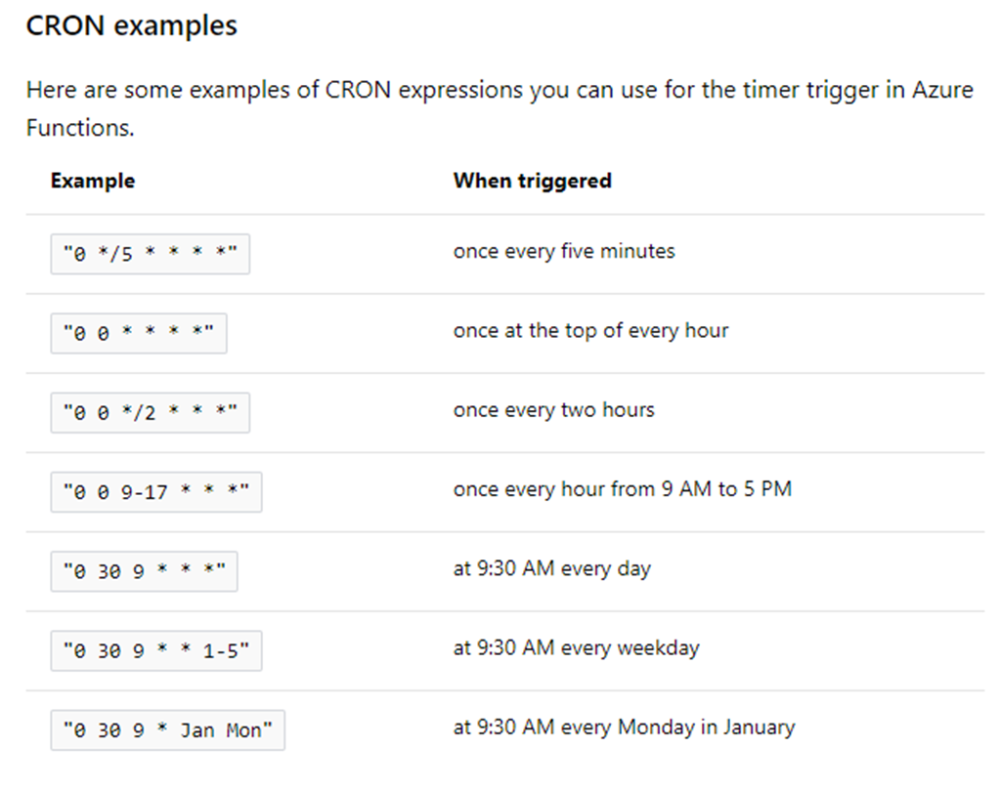 CRON examples
Here are some examples of CRON expressions you can use for the timer trigger in Azure
Functions.
Example When triggered
"0 */5 * * * *" once every five minutes
"0 0 * * * *" once at the top of every hour
"0 0 */2 * * *" once every two hours
"0 0 9-17 * * *" once every hour from 9 AM to 5 PM
"0 30 9 * * *" at 9:30 AM every day
"0 30 9 * * 1-5" at 9:30 AM every weekday
"0 30 9 * Jan Mon" at 9:30 AM every Monday in January